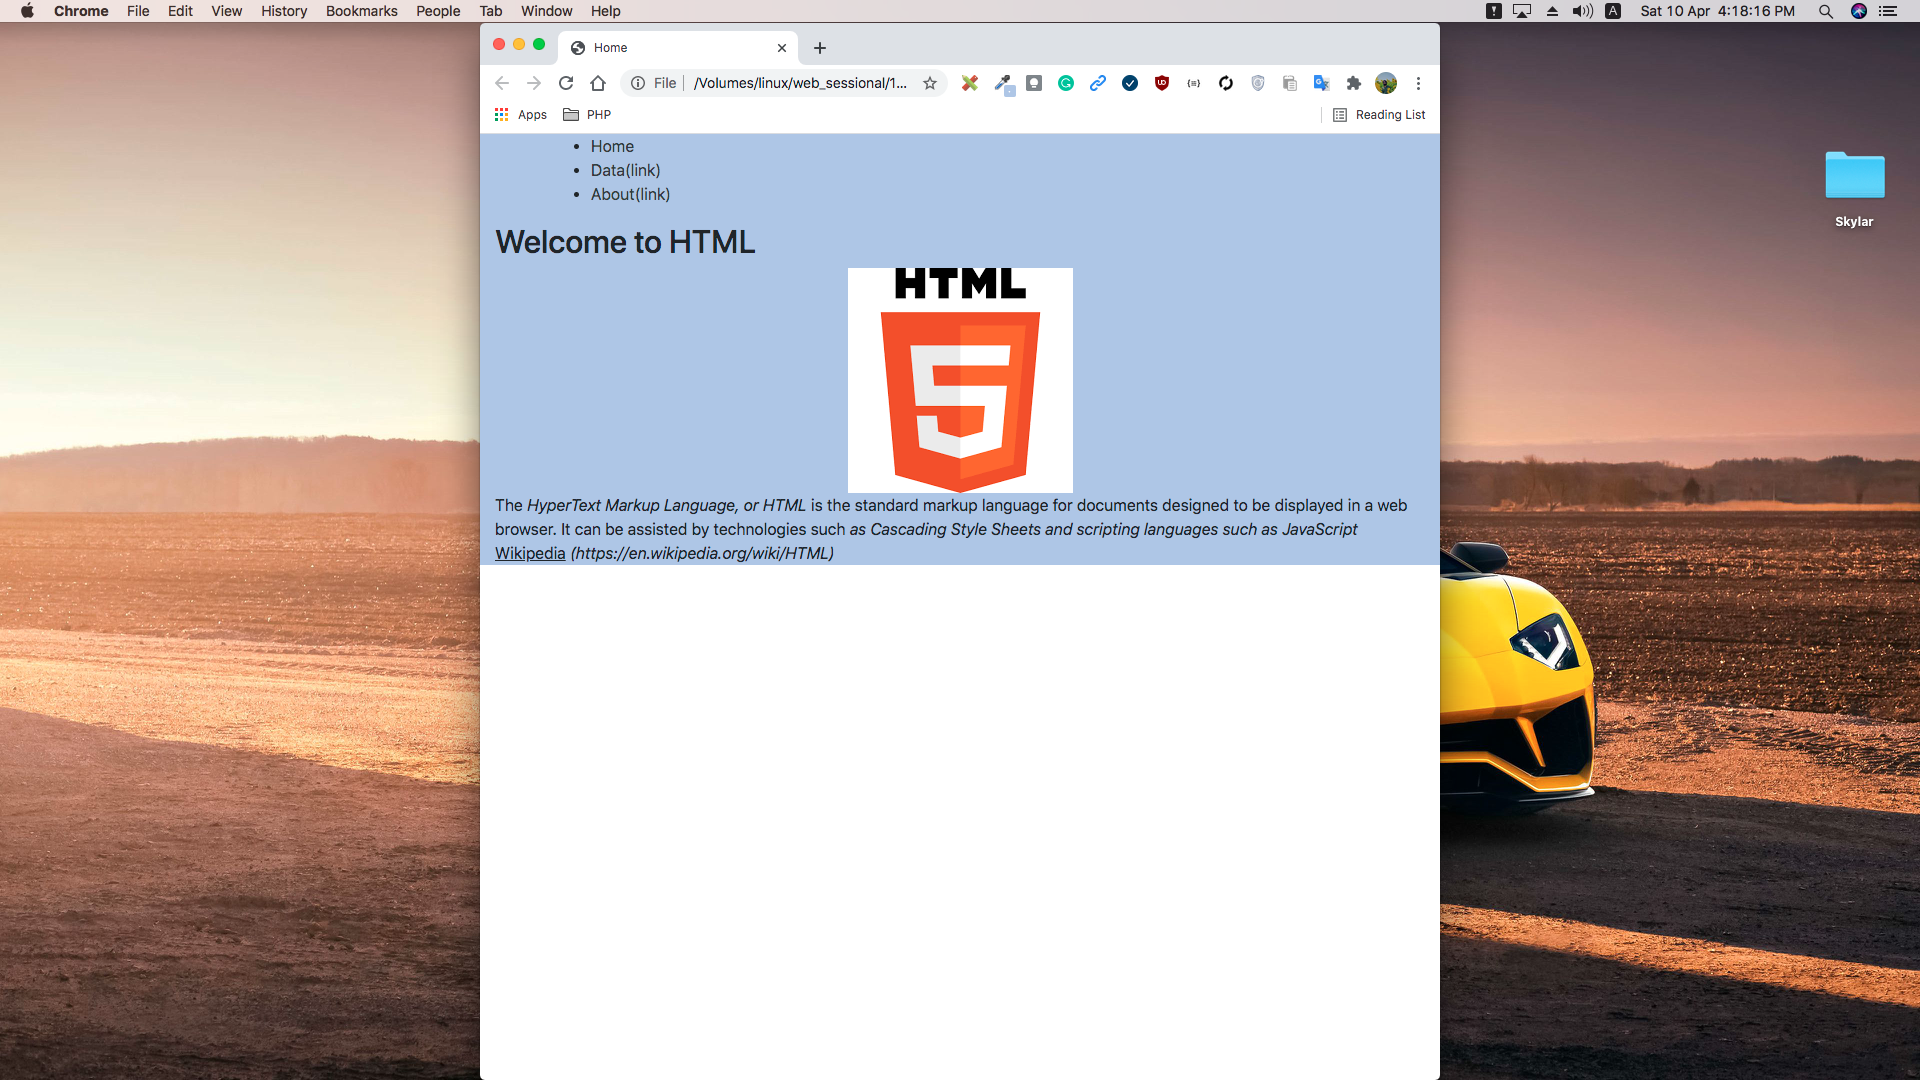 Chrome File Edit View History Bookmarks People Tab Window Help
A Sat 10 Apr 4:18:16 PM
Home
File /Volumes/linux/web_sessional/1...
Apps PHP Reading List
Home
Data(link)
About(link)
Welcome to HTML
HTML
The HyperText Markup Language, or HTML is the standard markup language for documents designed to be displayed in a web
browser. It can be assisted by technologies such as Cascading Style Sheets and scripting languages such as JavaScript
Wikipedia (https://en.wikipedia.org/wiki/HTML)
Skylar